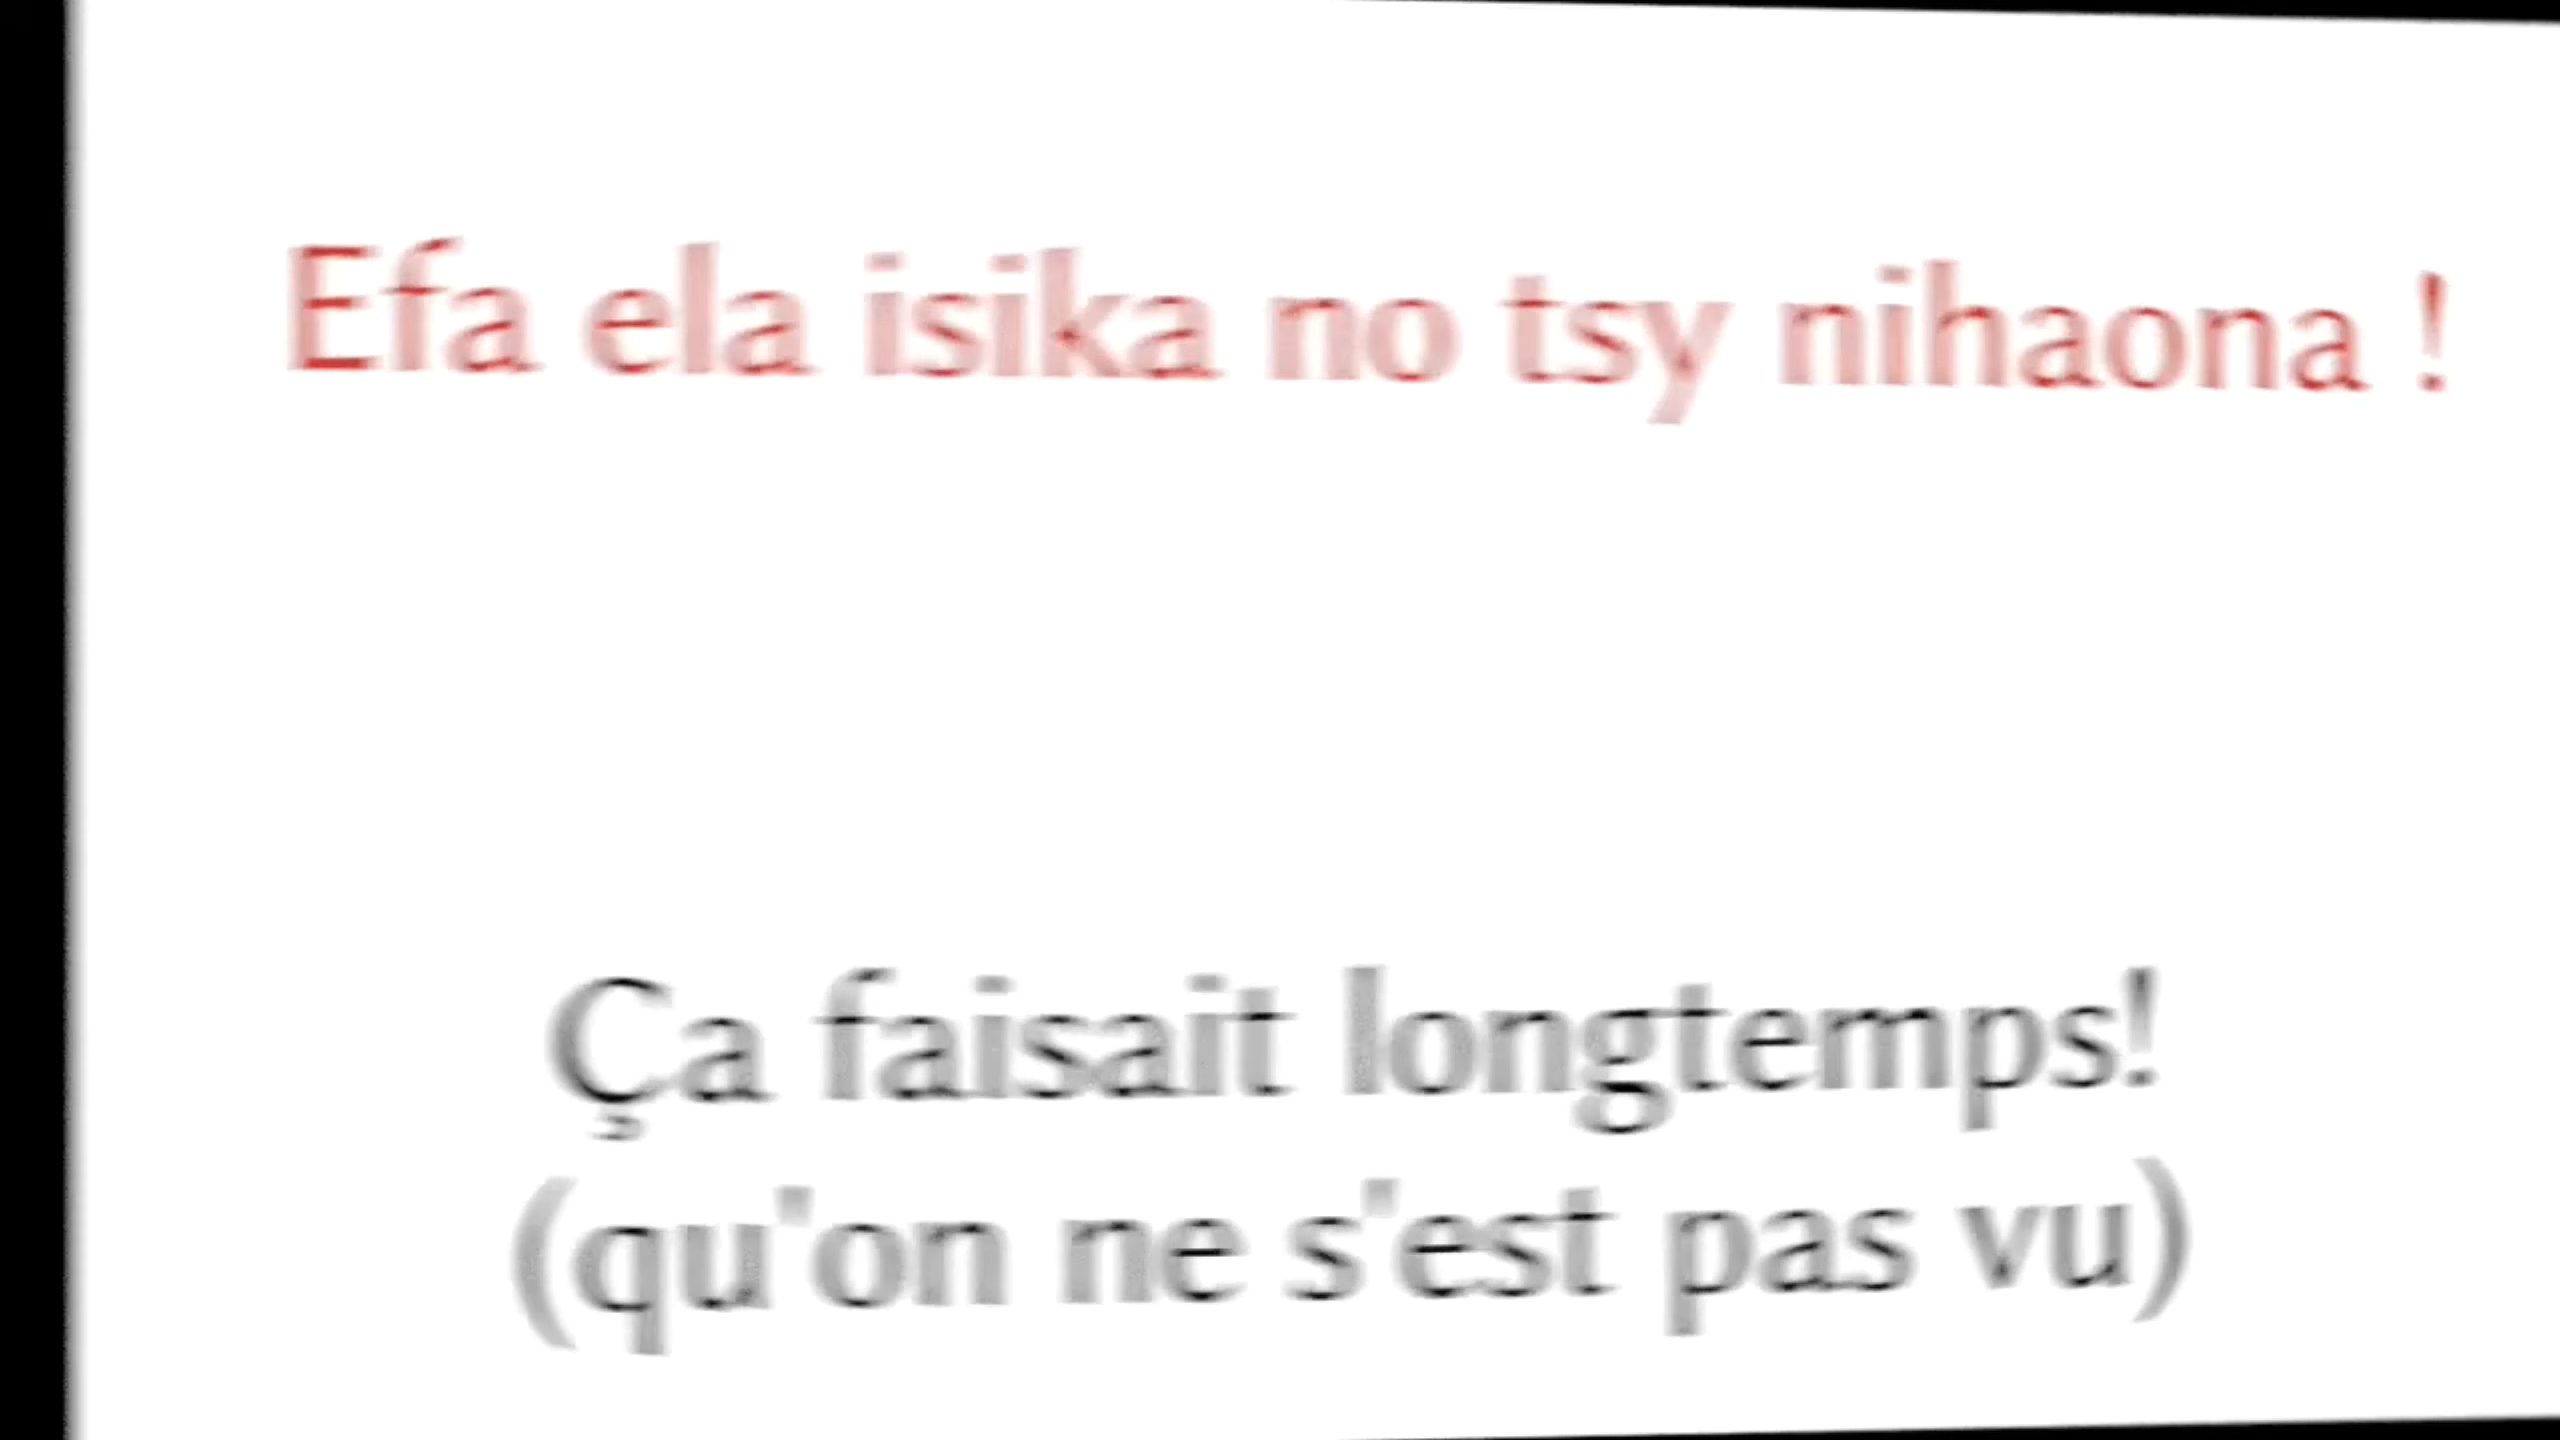 Efa ela isika no tsy nihaona !
Ça faisait longtemps!
(qu'on ne s'est pas vu)